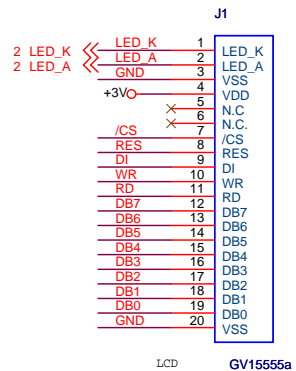 J1
2 LED_K LED_K 1 LED_K
2 LED_A LED_A 2 LED_A
GND 3 VSS
+3V 4 VDD
5 N.C
6 N.C.
/CS 7 /CS
RES 8 RES
DI 9 DI
WR 10 WR
RD 11 RD
DB7 12 DB7
DB6 13 DB6
DB5 14 DB5
DB4 15 DB4
DB3 16 DB3
DB2 17 DB2
DB1 18 DB1
DB0 19 DB0
GND 20 VSS
LCD GV15555a